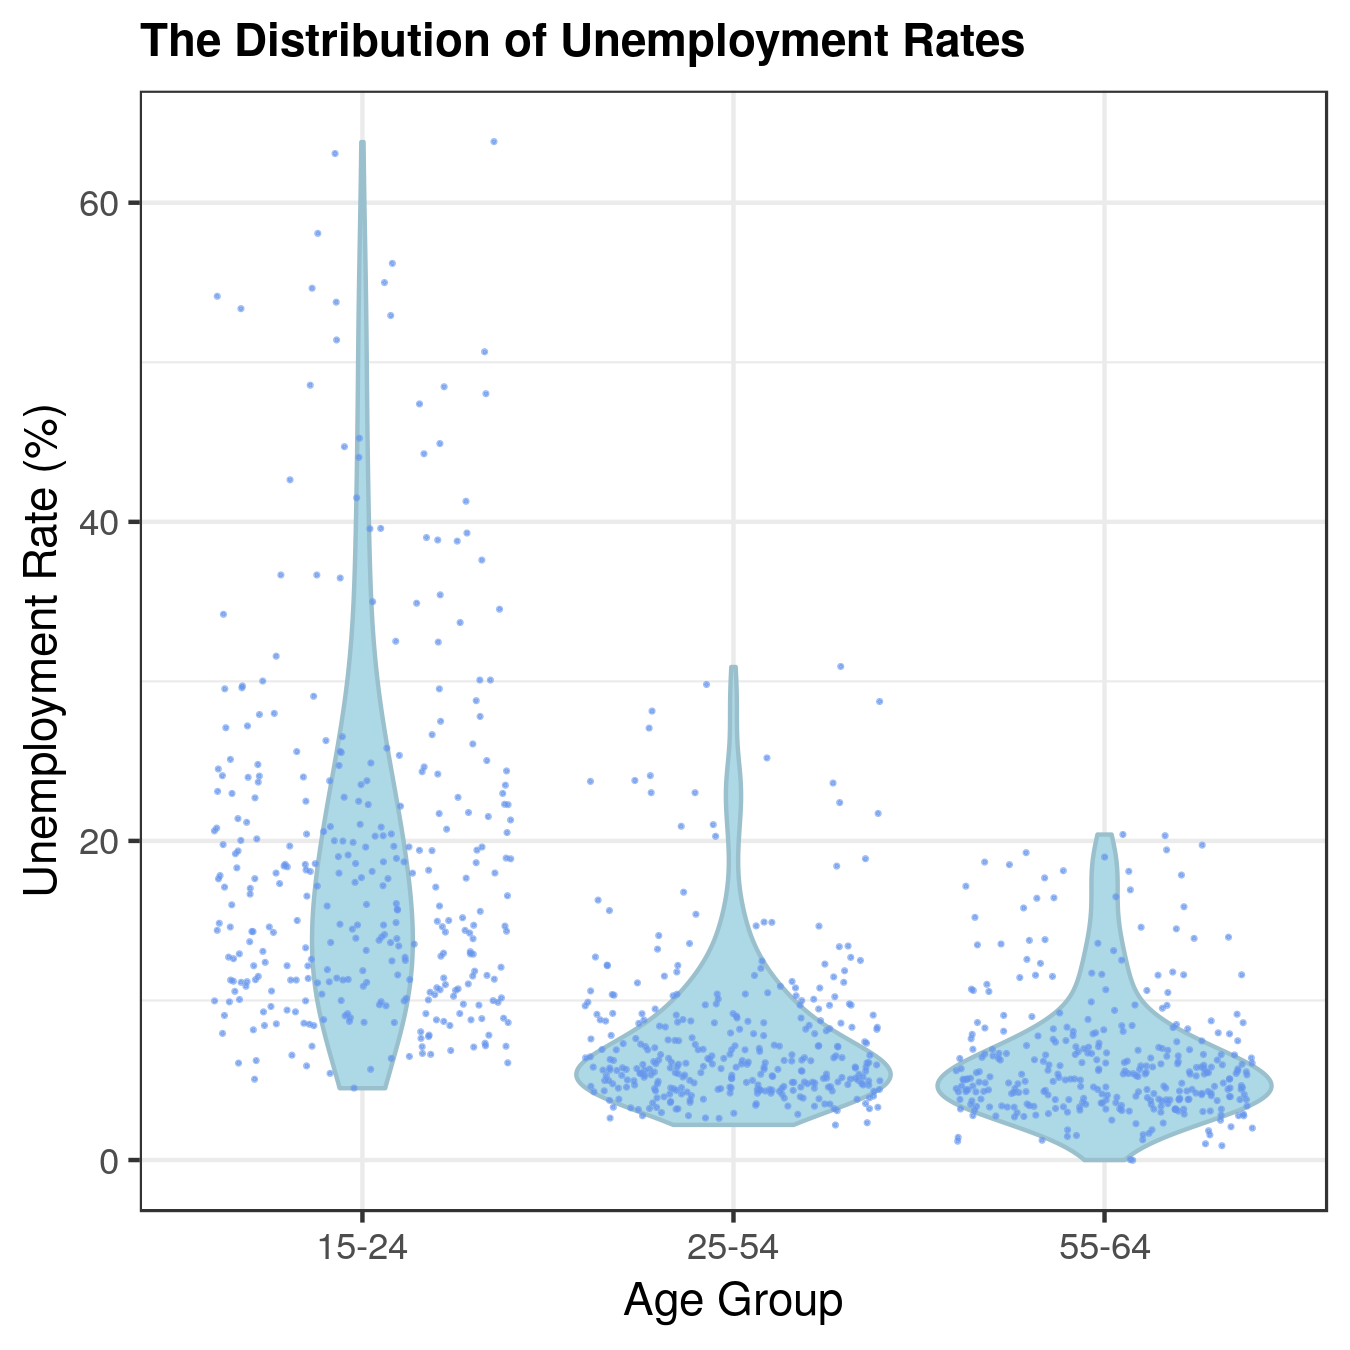 The Distribution of Unemployment Rates
Unemployment Rate (%)
60
40
20
0
15-24
25-54
55-64
Age Group